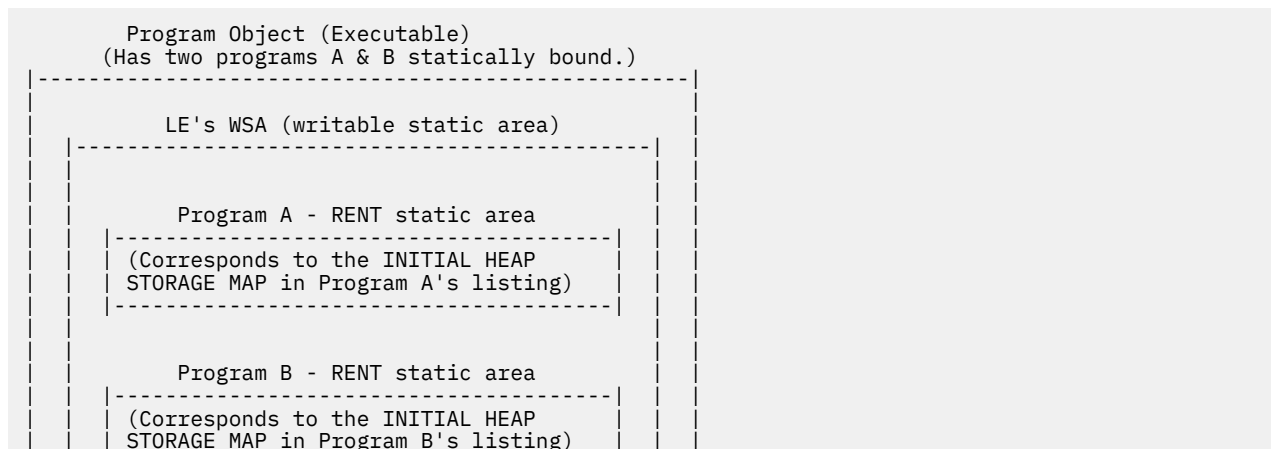 Program Object (Executable)
(Has two programs A & B statically bound.)
LE's WSA (writable static area)
Program A - RENT static area
(Corresponds to the INITIAL HEAP
STORAGE MAP in Program A's listing)
Program B - RENT static area
(Corresponds to the INITIAL HEAP
STORAGE MAP in Program B's listing)